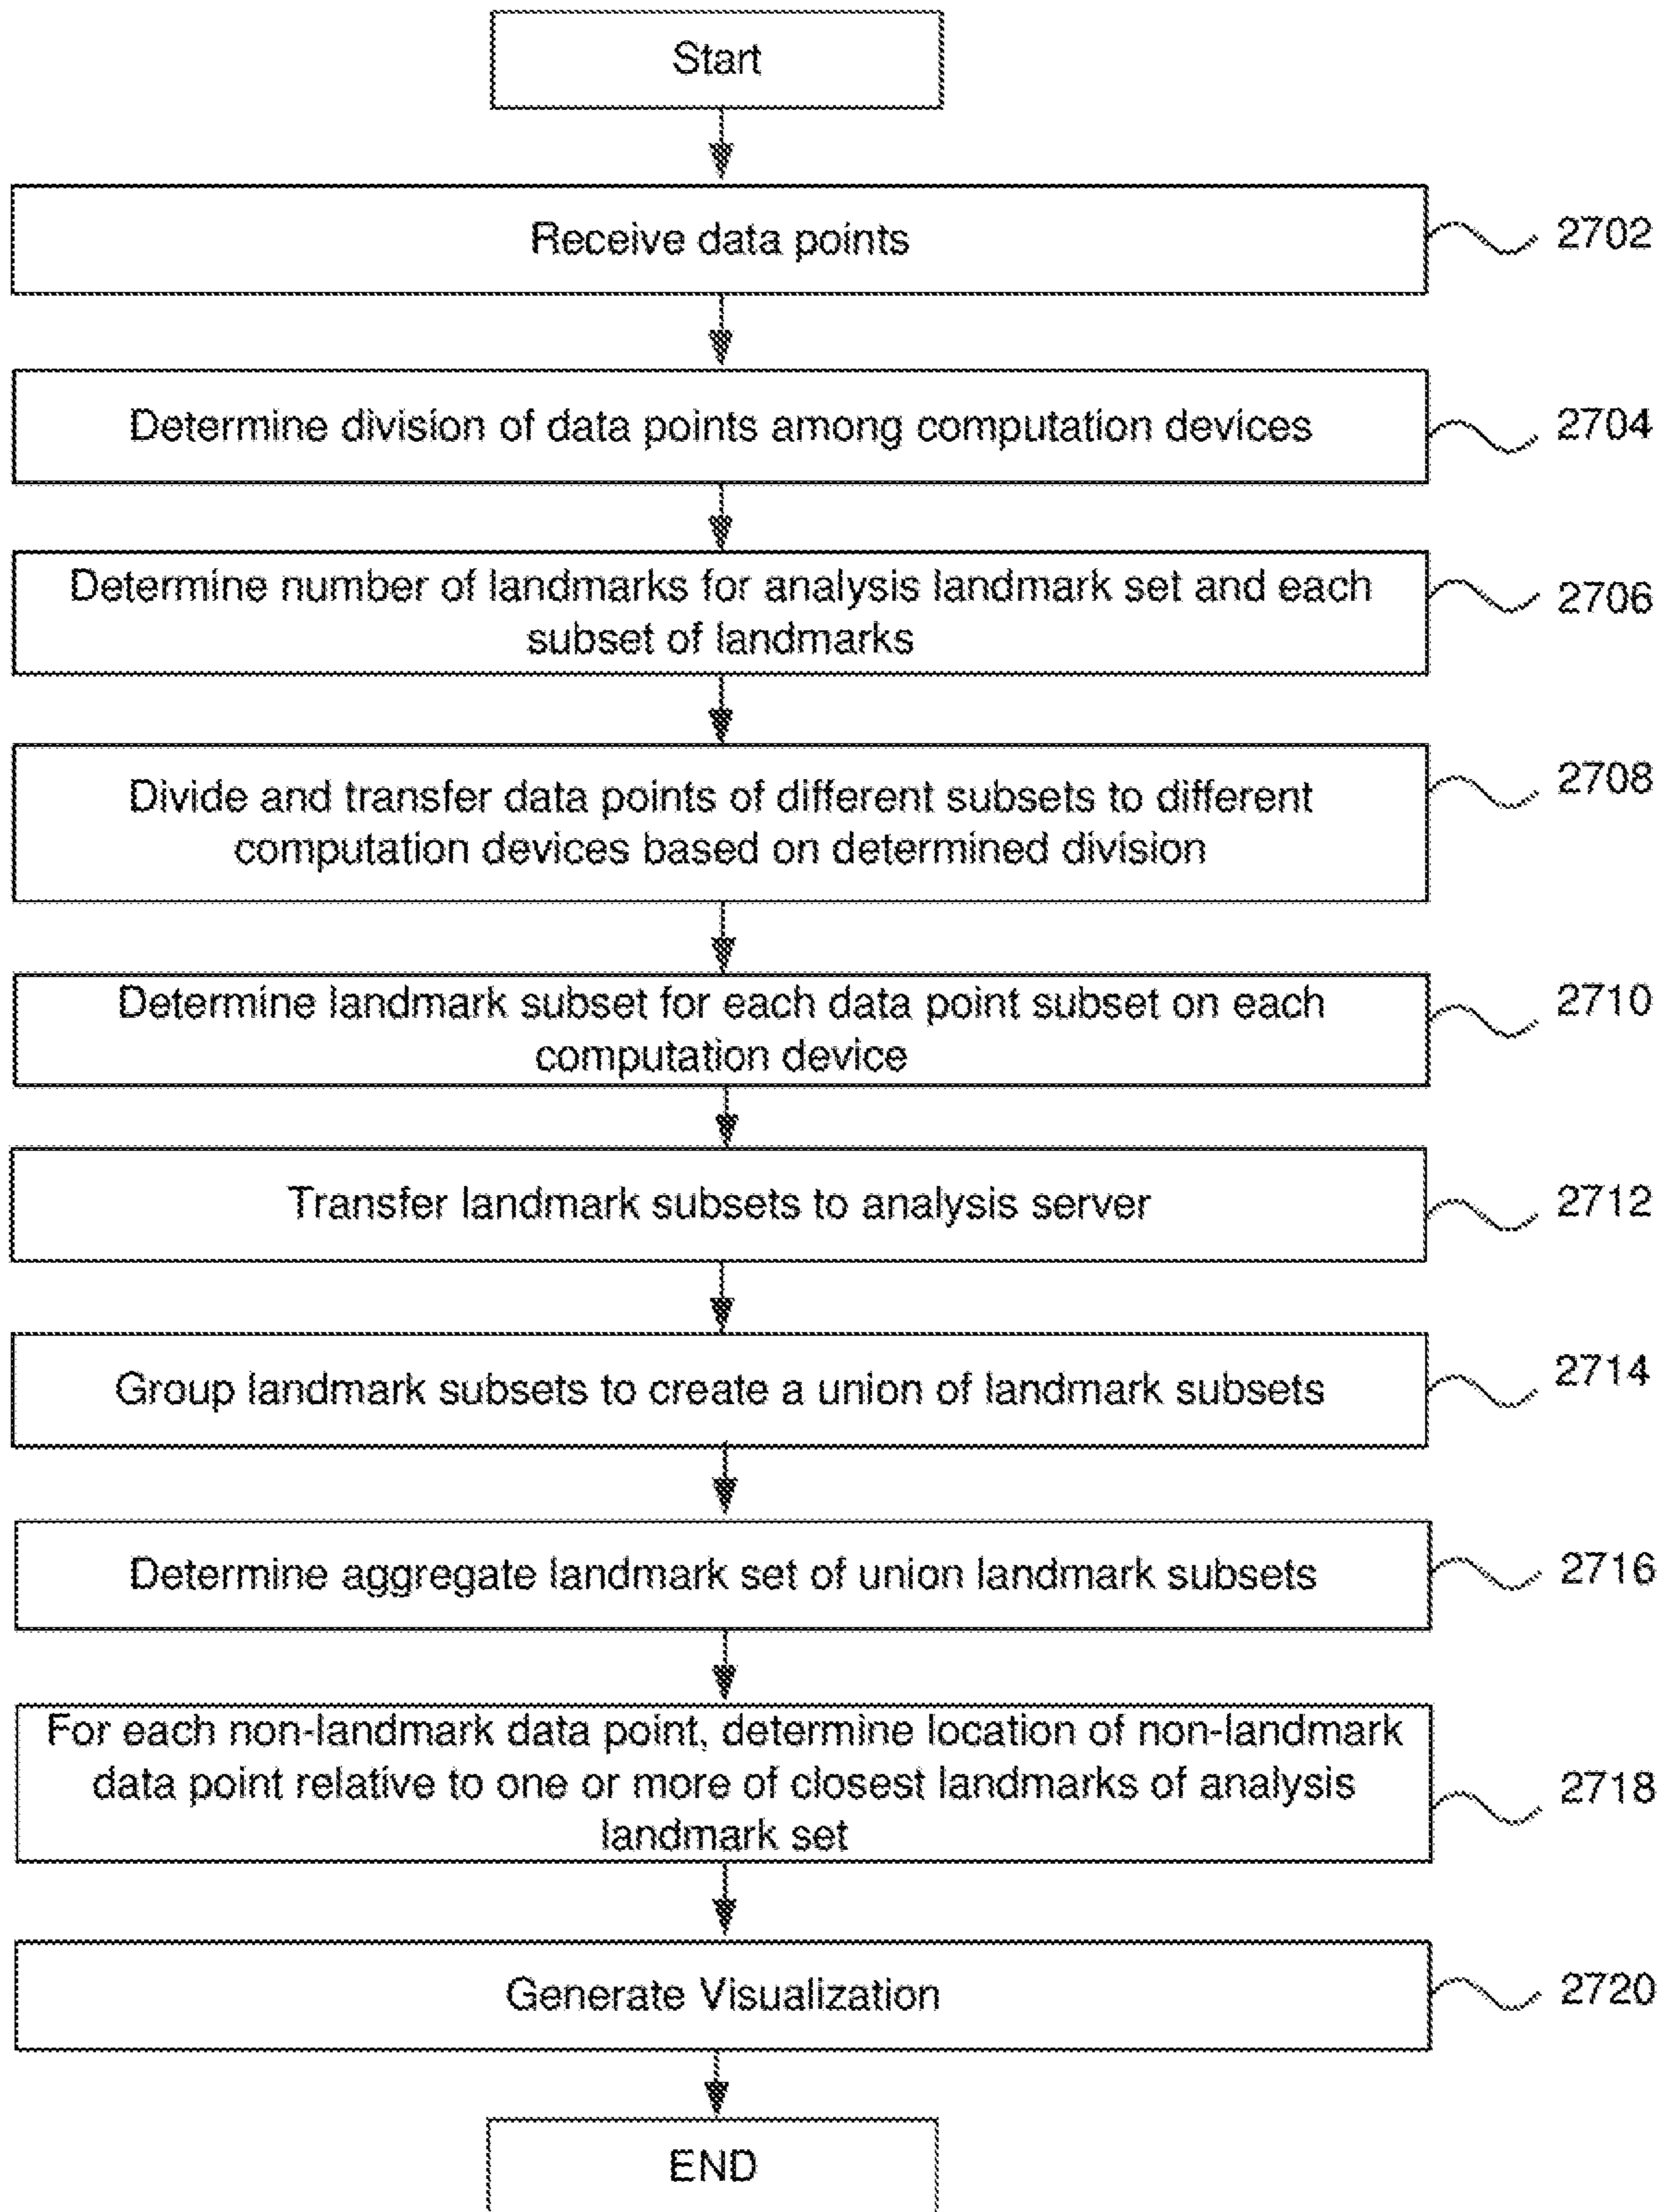 Start
Receive data points
2702
Determine division of data points among computation devices
2704
Determine number of landmarks for analysis landmark set and each
subset of landmarks
2706
Divide and transfer data points of different subsets to different
computation devices based on determined division
2708
Determine landmark subset for each data point subset on each
computation device
2710
Transfer landmark subsets to analysis server
2712
Group landmark subsets to create a union of landmark subsets
2714
Determine aggregate landmark set of union landmark subsets
2716
For each non-landmark data point, determine location of non-landmark
data point relative to one or more of closest landmarks of analysis
landmark set
2718
Generate Visualization
2720
END